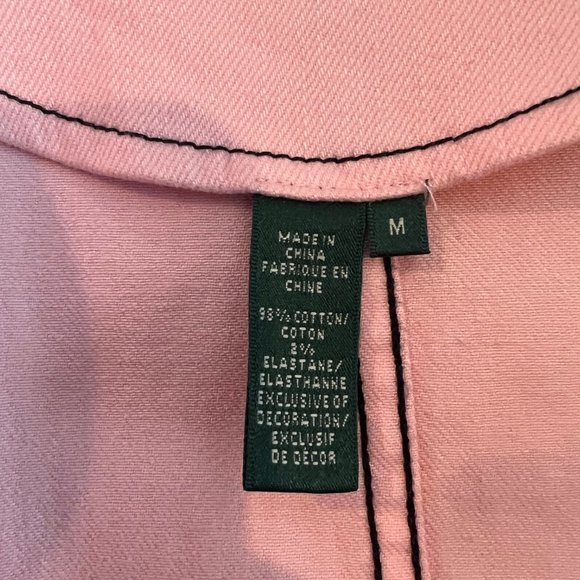 MADE IN
CHINA
FABRIQUE EN
CHINE
98% COTTON/
COTON
2%
ELASTANE/
ELASTHANNE
EXCLUSIVE OF
DECORATION/
EXCLUSIF
DE DÉCOR
M